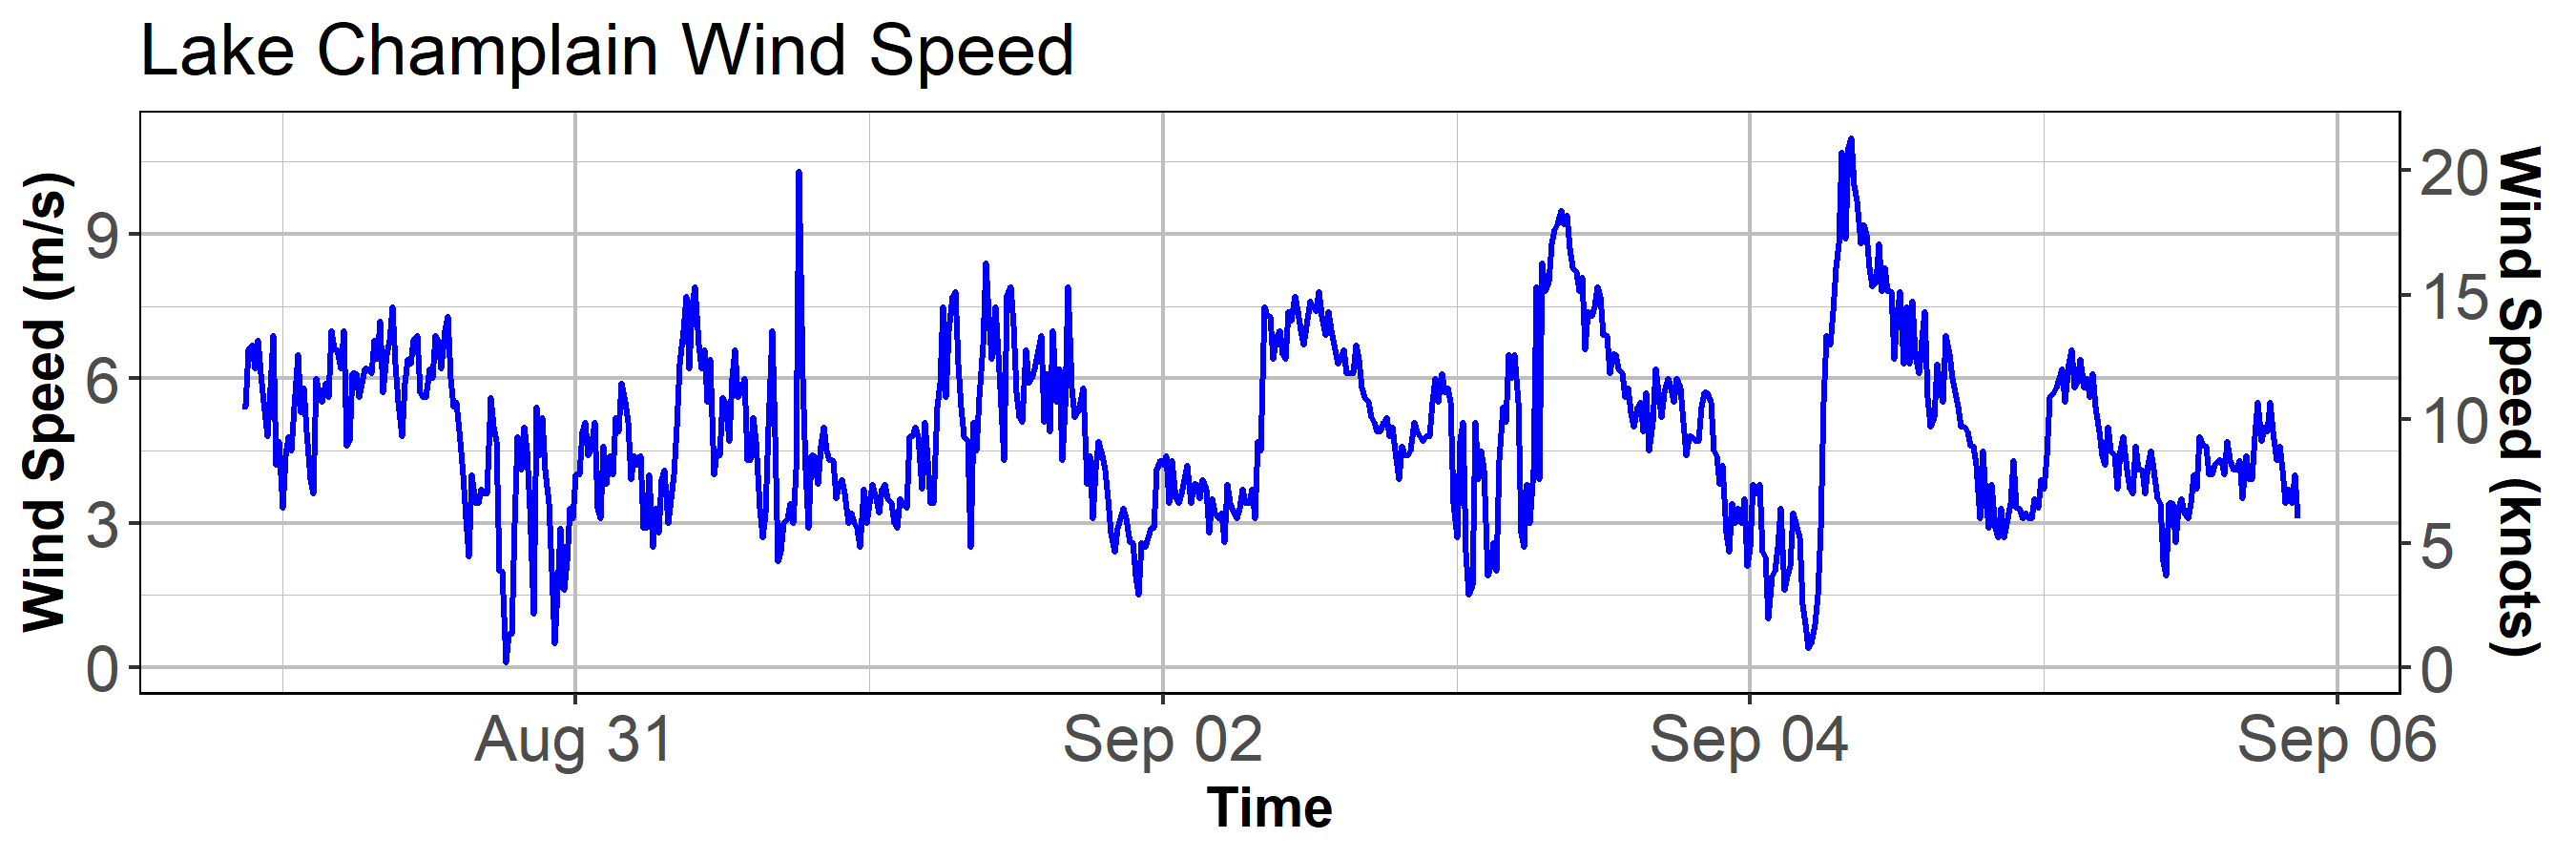 Lake Champlain Wind Speed
Wind Speed (m/s)
9
6
3
0
20
15
10
5
0
Wind Speed (knots)
Aug 31
Sep 02
Sep 04
Sep 06
Time